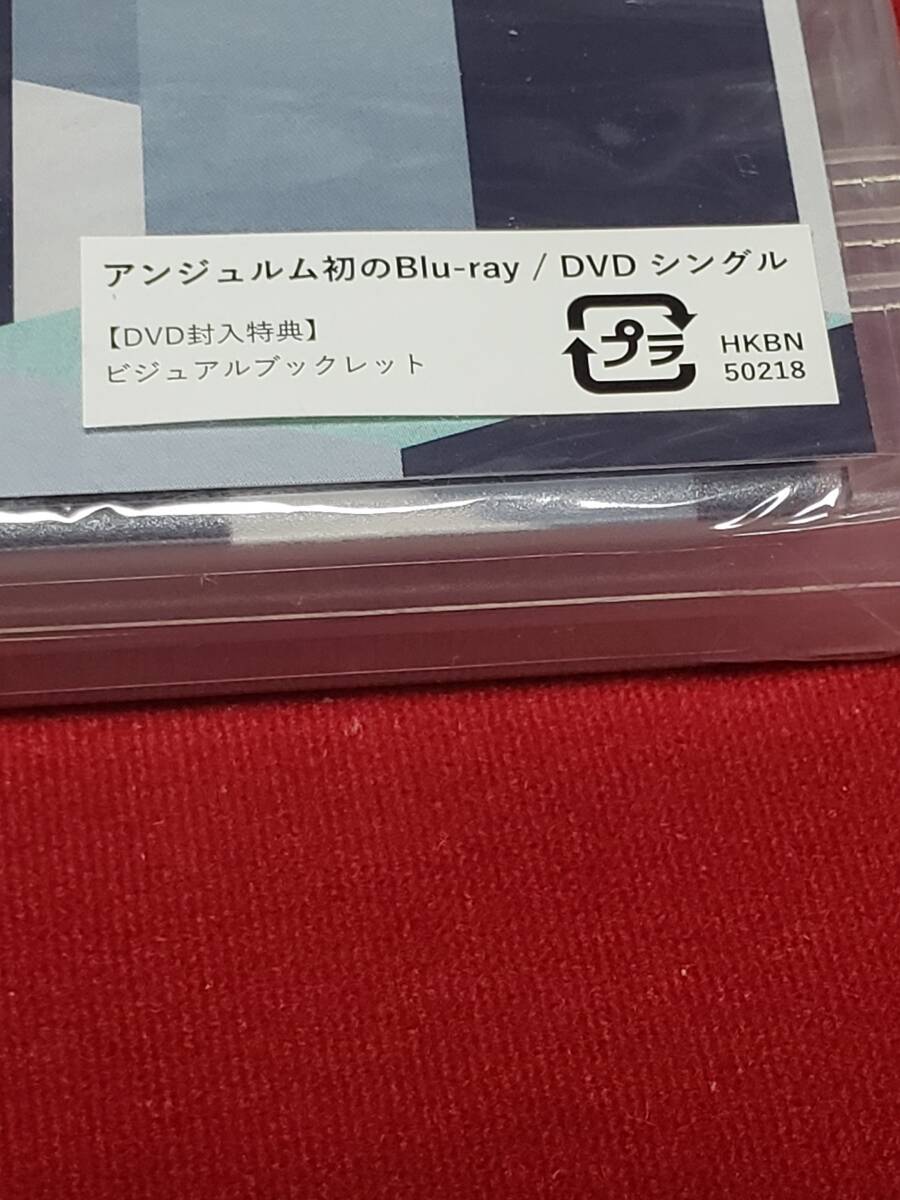 アンジュルム初のBlu-ray / DVD シングル
【DVD封入特典】
ビジュアルブックレット
プラ
HKBN
50218